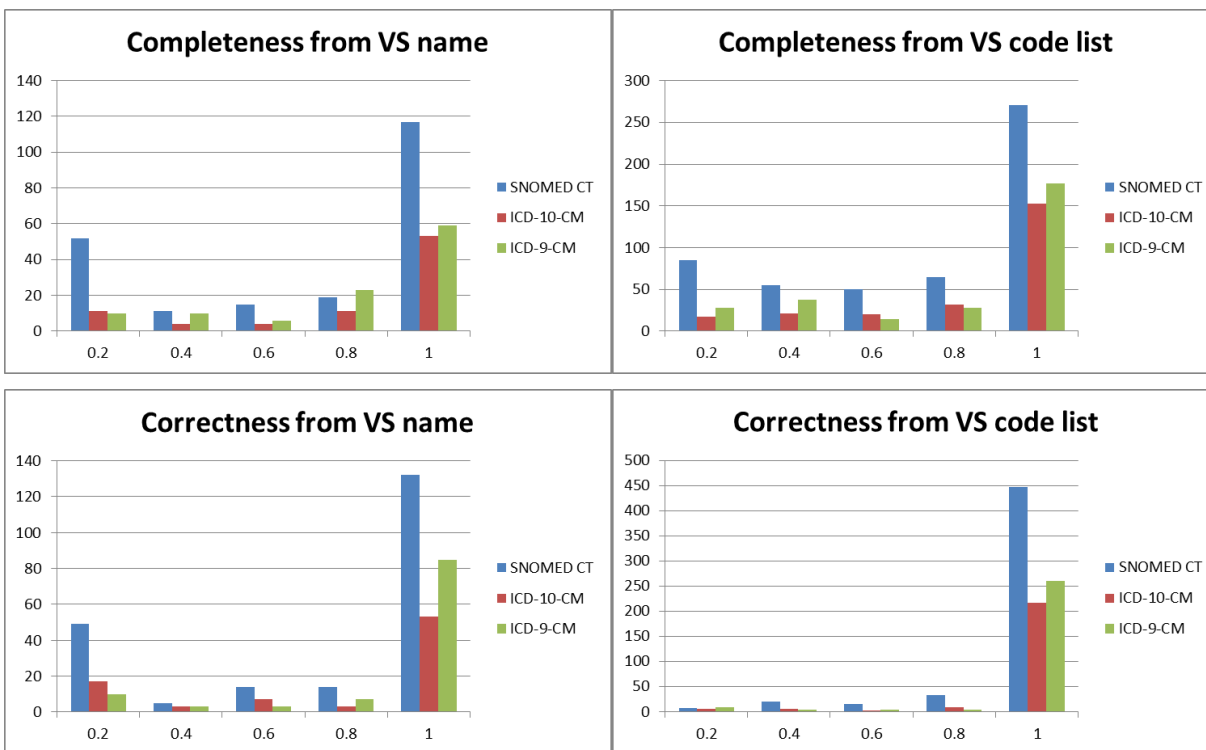 Completeness from VS name
140
120
100
80
60
40
20
0
0.2 0.4 0.6 0.8 1
SNOMED CT
ICD-10-CM
ICD-9-CM
Completeness from VS code list
300
250
200
150
100
50
0
0.2 0.4 0.6 0.8 1
SNOMED CT
ICD-10-CM
ICD-9-CM
Correctness from VS name
140
120
100
80
60
40
20
0
0.2 0.4 0.6 0.8 1
SNOMED CT
ICD-10-CM
ICD-9-CM
Correctness from VS code list
500
450
400
350
300
250
200
150
100
50
0
0.2 0.4 0.6 0.8 1
SNOMED CT
ICD-10-CM
ICD-9-CM